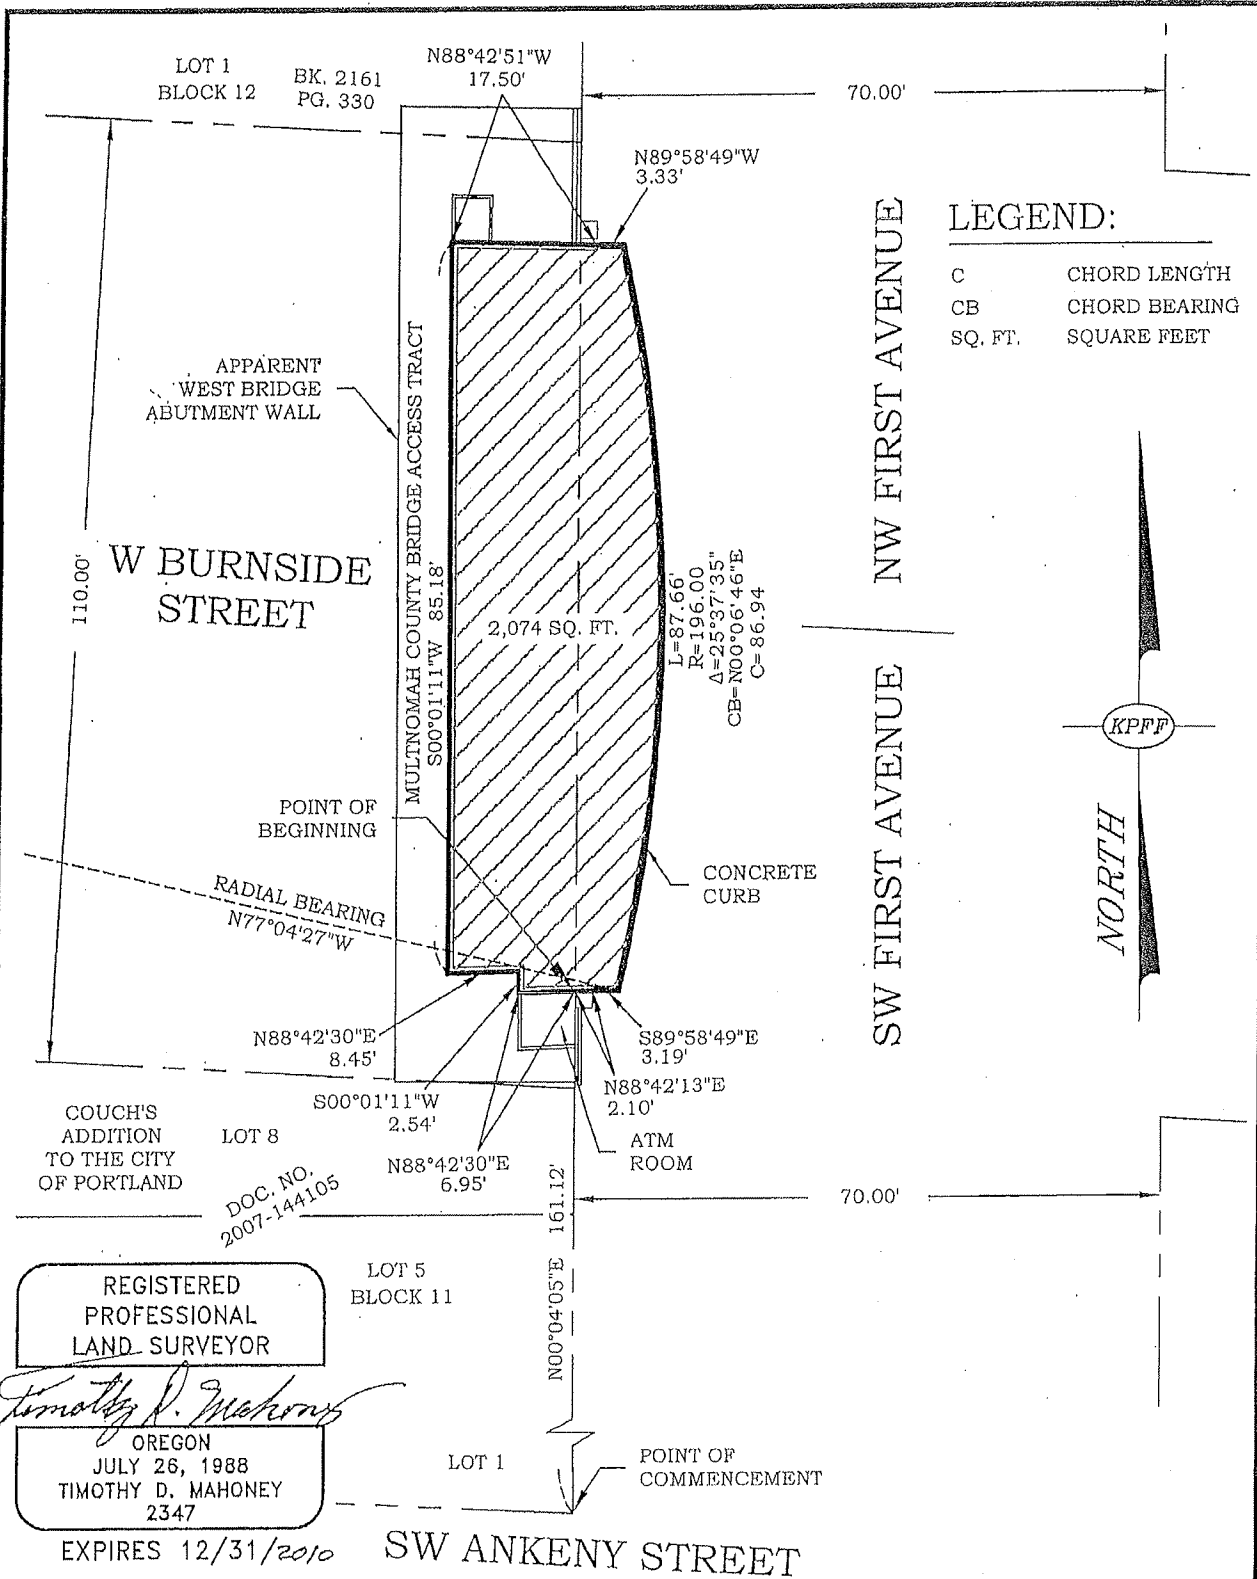 N88°42'51"W
17.50'
LOT 1
BLOCK 12
BK. 2161
PG. 330
70.00'
N89°58'49"W
3.33'
LEGEND:
C CHORD LENGTH
CB CHORD BEARING
SQ. FT. SQUARE FEET
NW FIRST AVENUE
APPARENT
WEST BRIDGE
ABUTMENT WALL
MULTNOMAH COUNTY BRIDGE ACCESS TRACT
S00°01'11"W 85.18'
110.00'
W BURNSIDE
STREET
2,074 SQ. FT.
L=87.66'
R=196.00
Δ=25°37'35"
CB=N00°06'46"E
C=86.94
SW FIRST AVENUE
KPFF
NORTH
POINT OF
BEGINNING
CONCRETE
CURB
RADIAL BEARING
N77°04'27"W
N88°42'30"E
8.45'
S89°58'49"E
3.19'
S00°01'11"W
2.54'
N88°42'13"E
2.10'
N88°42'30"E
6.95'
ATM
ROOM
COUCH'S
ADDITION
TO THE CITY
OF PORTLAND
LOT 8
DOC. NO.
2007-144105
70.00'
N00°04'05"E 161.12'
LOT 5
BLOCK 11
REGISTERED
PROFESSIONAL
LAND SURVEYOR
Timothy D. Mahoney
OREGON
JULY 26, 1988
TIMOTHY D. MAHONEY
2347
EXPIRES 12/31/2010
LOT 1
POINT OF
COMMENCEMENT
SW ANKENY STREET